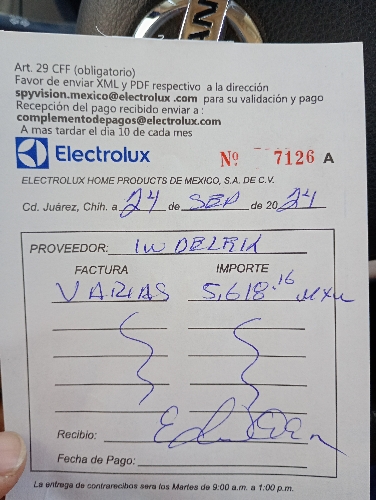 Art. 29 CFF (obligatorio)
Favor de enviar XML y PDF respectivo a la dirección
spyvision.mexico@electrolux .com para su validación y pago
Recepción del pago recibido enviar a :
complementodepagos@electrolux.com
A mas tardar el dia 10 de cada mes
Electrolux
Nº 7126 A
ELECTROLUX HOME PRODUCTS DE MEXICO, S.A. DE C.V.
Cd. Juárez, Chih. a 24 de SEP de 2024
PROVEEDOR: INDELRIK
FACTURA IMPORTE
VARIAS 5,618.16 MXN
Recibio:
Fecha de Pago:
La entrega de contrarecibos sera los Martes de 9:00 a.m. a 1:00 p.m.